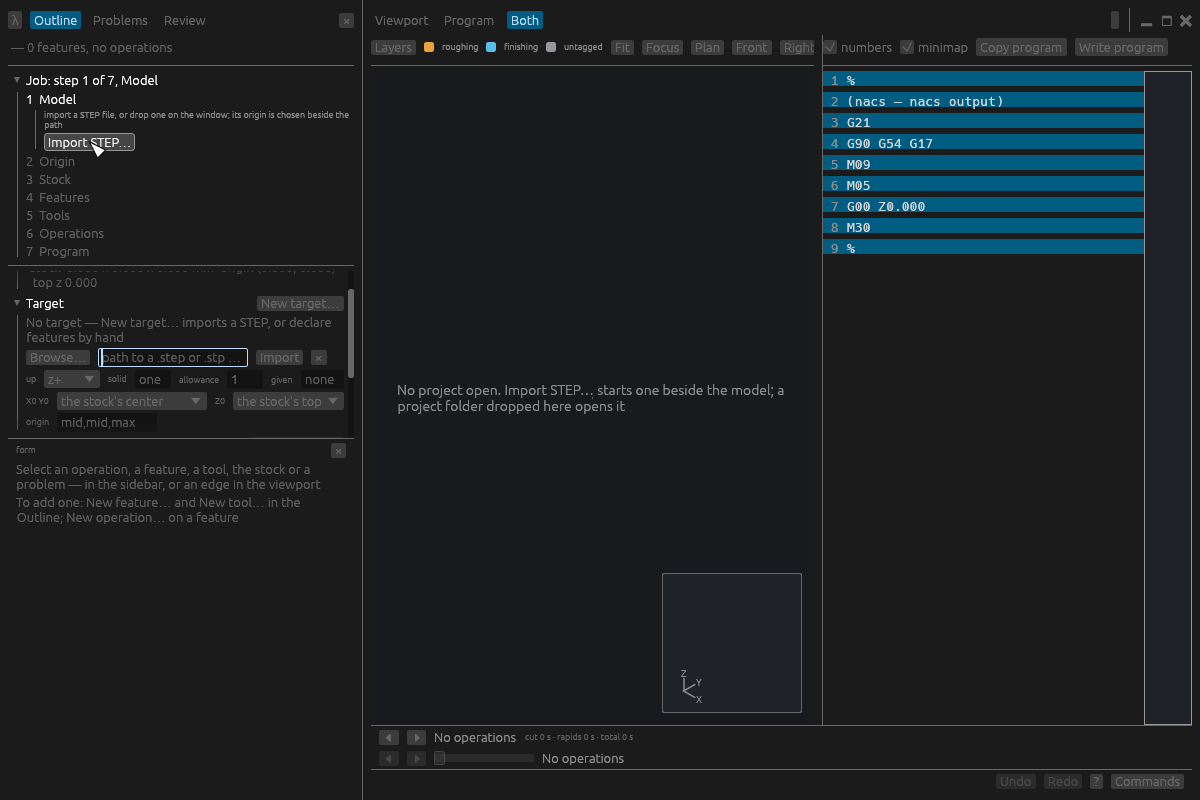 λ Outline Problems Review ×
— 0 features, no operations
Job: step 1 of 7, Model
1 Model
import a STEP file, or drop one on the window; its origin is chosen beside the
path
Import STEP…
2 Origin
3 Stock
4 Features
5 Tools
6 Operations
7 Program
top z 0.000
Target New target…
No target — New target… imports a STEP, or declare
features by hand
Browse… path to a .step or .stp … Import ×
up z+ solid one allowance 1 given none
X0 Y0 the stock's center Z0 the stock's top
origin mid,mid,max
form ×
Select an operation, a feature, a tool, the stock or a
problem — in the sidebar, or an edge in the viewport
To add one: New feature… and New tool… in the
Outline; New operation… on a feature
Viewport Program Both
Layers roughing finishing untagged Fit Focus Plan Front Right
No project open. Import STEP… starts one beside the model; a
project folder dropped here opens it
Z
Y
X
numbers minimap Copy program Write program
1 %
2 (nacs — nacs output)
3 G21
4 G90 G54 G17
5 M09
6 M05
7 G00 Z0.000
8 M30
9 %
No operations cut 0 s · rapids 0 s · total 0 s
No operations
Undo Redo ? Commands